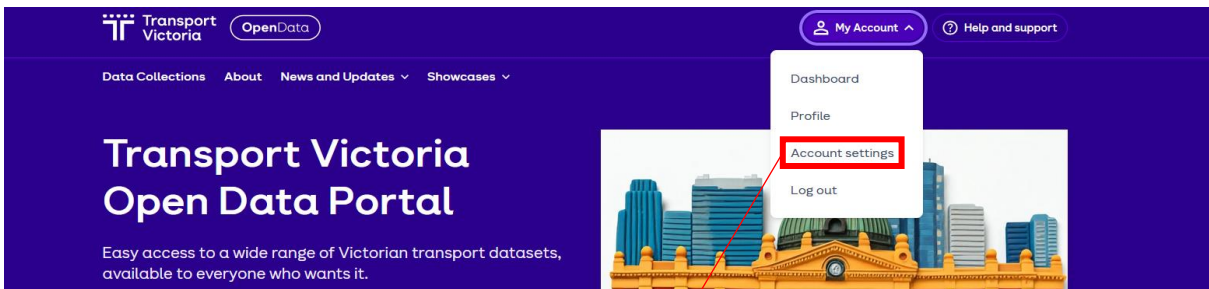 Transport
Victoria
OpenData
My Account
Help and support
Data Collections About News and Updates Showcases
Dashboard
Profile
Account settings
Log out
Transport Victoria
Open Data Portal
Easy access to a wide range of Victorian transport datasets,
available to everyone who wants it.